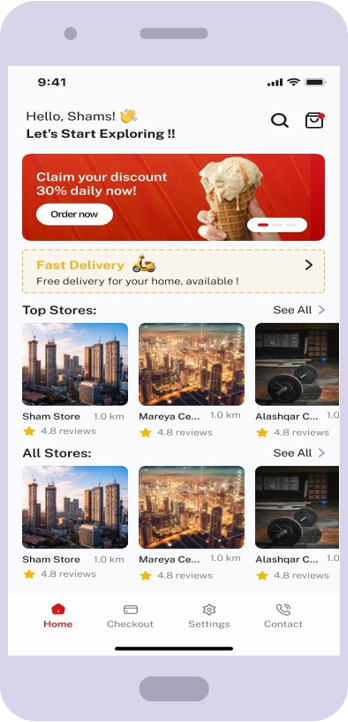 9:41
Hello, Shams! 👋
Let's Start Exploring !!
Claim your discount
30% daily now!
Order now
Fast Delivery 🛵
Free delivery for your home, available !
Top Stores: See All
Sham Store 1.0 km Mareya Ce... 1.0 km Alashqar C... 1.0
4.8 reviews 4.8 reviews 4.8 reviews
All Stores: See All
Sham Store 1.0 km Mareya Ce... 0.0 km Alashqar C... 1.0
4.8 reviews 4.8 reviews 4.8 reviews
Home Checkout Settings Contact